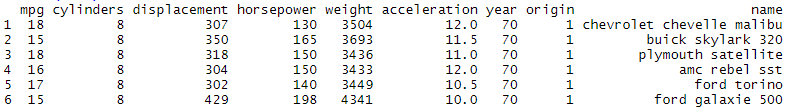 mpg cylinders displacement horsepower weight acceleration year origin name
1 18 8 307 130 3504 12.0 70 1 chevrolet chevelle malibu
2 15 8 350 165 3693 11.5 70 1 buick skylark 320
3 18 8 318 150 3436 11.0 70 1 plymouth satellite
4 16 8 304 150 3433 12.0 70 1 amc rebel sst
5 17 8 302 140 3449 10.5 70 1 ford torino
6 15 8 429 198 4341 10.0 70 1 ford galaxie 500